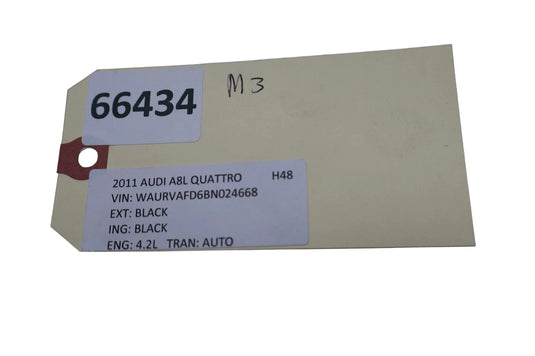 66434
M3
2011 AUDI A8L QUATTRO H48
VIN: WAURVAFD6BN024668
EXT: BLACK
ING: BLACK
ENG: 4.2L TRAN: AUTO